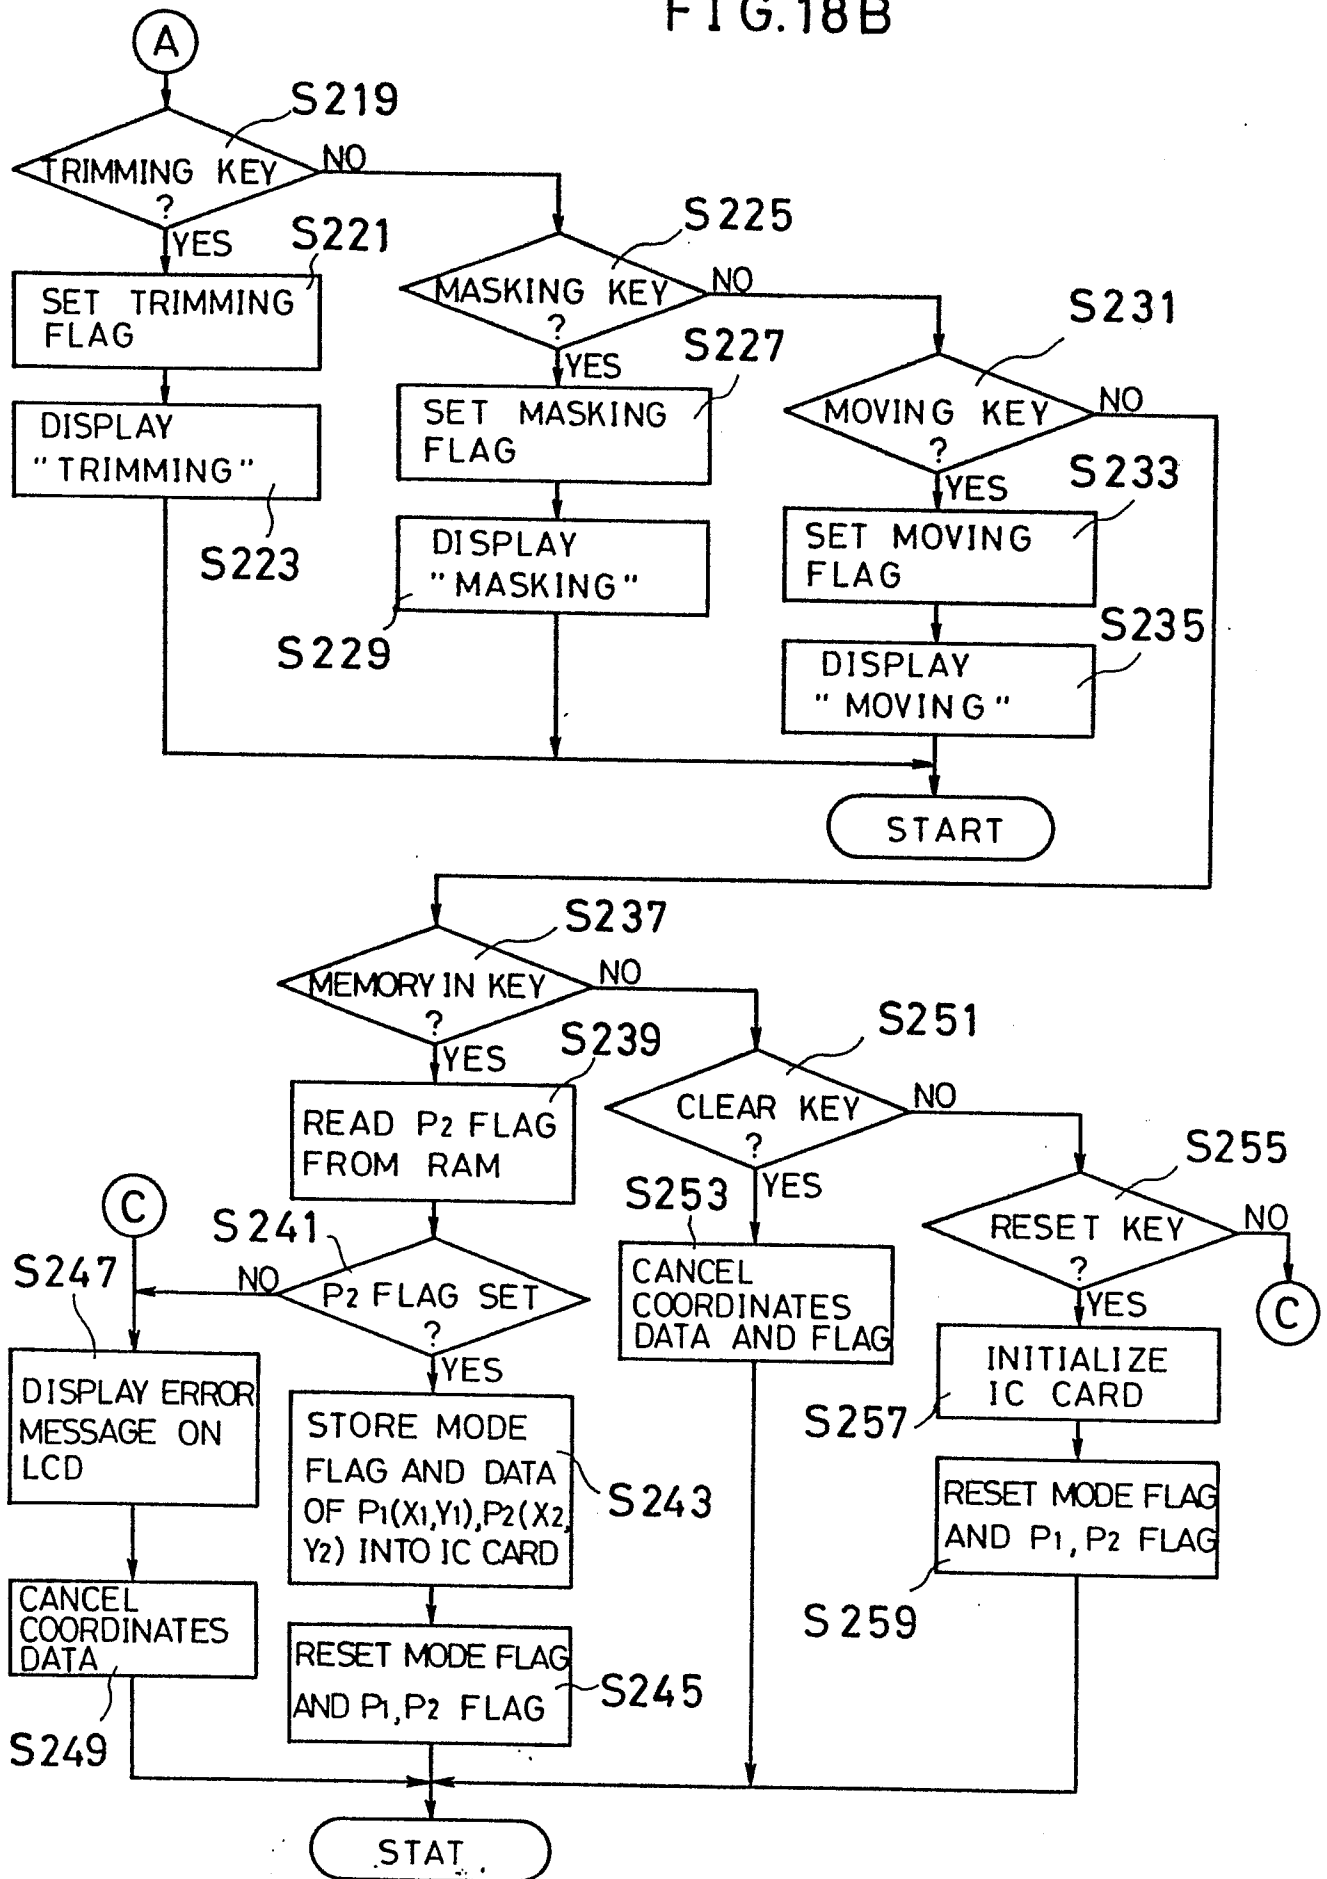 FIG.18B
A
S219
TRIMMING KEY
?
NO
YES
S221
SET TRIMMING
FLAG
DISPLAY
"TRIMMING"
S223
S225
MASKING KEY
?
NO
YES
S227
SET MASKING
FLAG
DISPLAY
"MASKING"
S229
S231
MOVING KEY
?
NO
YES
S233
SET MOVING
FLAG
S235
DISPLAY
"MOVING"
START
S237
MEMORY IN KEY
?
NO
YES
S239
READ P2 FLAG
FROM RAM
S241
P2 FLAG SET
?
NO
YES
C
S247
DISPLAY ERROR
MESSAGE ON
LCD
CANCEL
COORDINATES
DATA
S249
STORE MODE
FLAG AND DATA
OF P1(X1,Y1),P2(X2,
Y2) INTO IC CARD
S243
RESET MODE FLAG
AND P1,P2 FLAG
S245
S251
CLEAR KEY
?
NO
YES
S253
CANCEL
COORDINATES
DATA AND FLAG
S255
RESET KEY
?
NO
YES
C
INITIALIZE
IC CARD
S257
RESET MODE FLAG
AND P1,P2 FLAG
S259
STAT